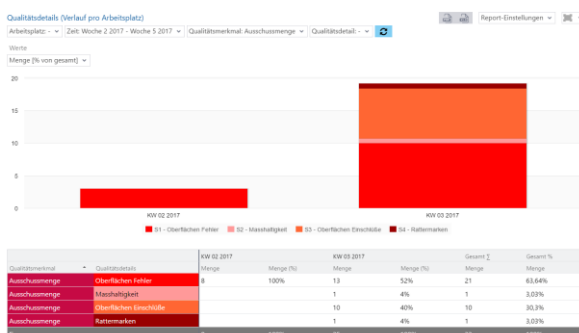 Qualitätsdetails (Verlauf pro Arbeitsplatz)
Report-Einstellungen
Arbeitsplatz: - Zeit: Woche 2 2017 - Woche 5 2017 Qualitätsmerkmal: Ausschussmenge Qualitätsdetail: -
Werte
Menge [% von gesamt]
20
15
10
5
0
KW 02 2017 KW 03 2017
S1 - Oberflächen Fehler S2 - Masshaltigkeit S3 - Oberflächen Einschlüße S4 - Rattermarken
KW 02 2017 KW 03 2017 Gesamt ∑ Gesamt %
Qualitätsmerkmal Qualitätsdetails Menge Menge (%) Menge Menge (%) Menge Menge
Ausschussmenge Oberflächen Fehler 8 100% 13 52% 21 63,64%
Ausschussmenge Masshaltigkeit 1 4% 1 3,03%
Ausschussmenge Oberflächen Einschlüße 10 40% 10 30,3%
Ausschussmenge Rattermarken 1 4% 1 3,03%